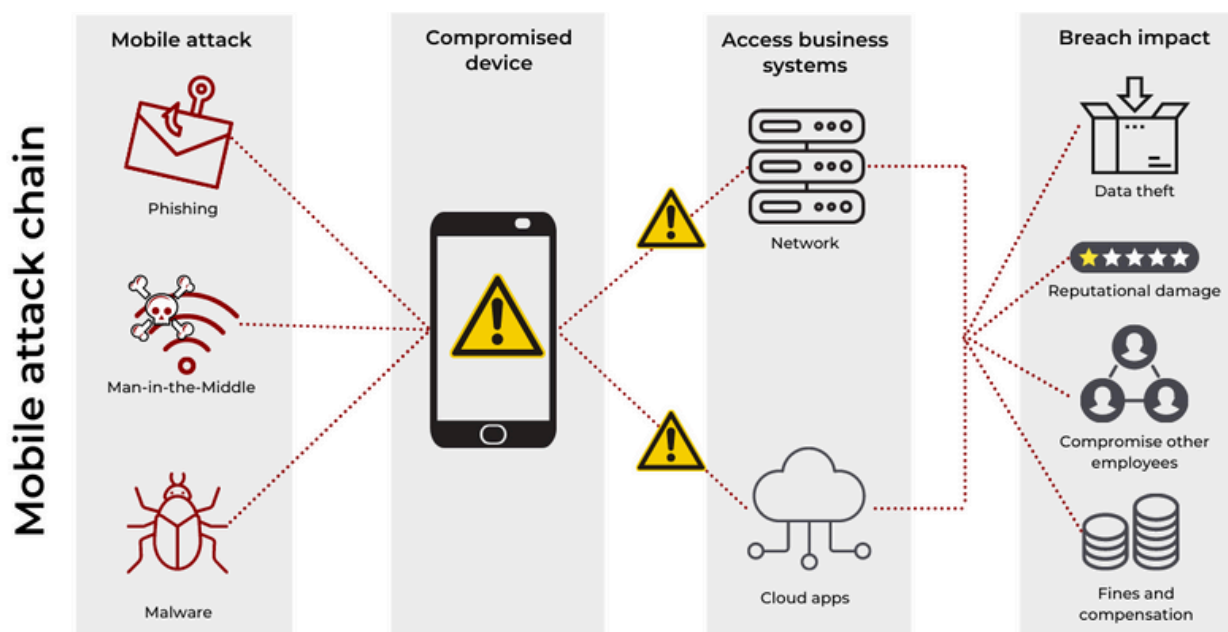 Mobile attack chain
Mobile attack
Phishing
Man-in-the-Middle
Malware
Compromised
device
Access business
systems
Network
Cloud apps
Breach impact
Data theft
Reputational damage
Compromise other
employees
Fines and
compensation